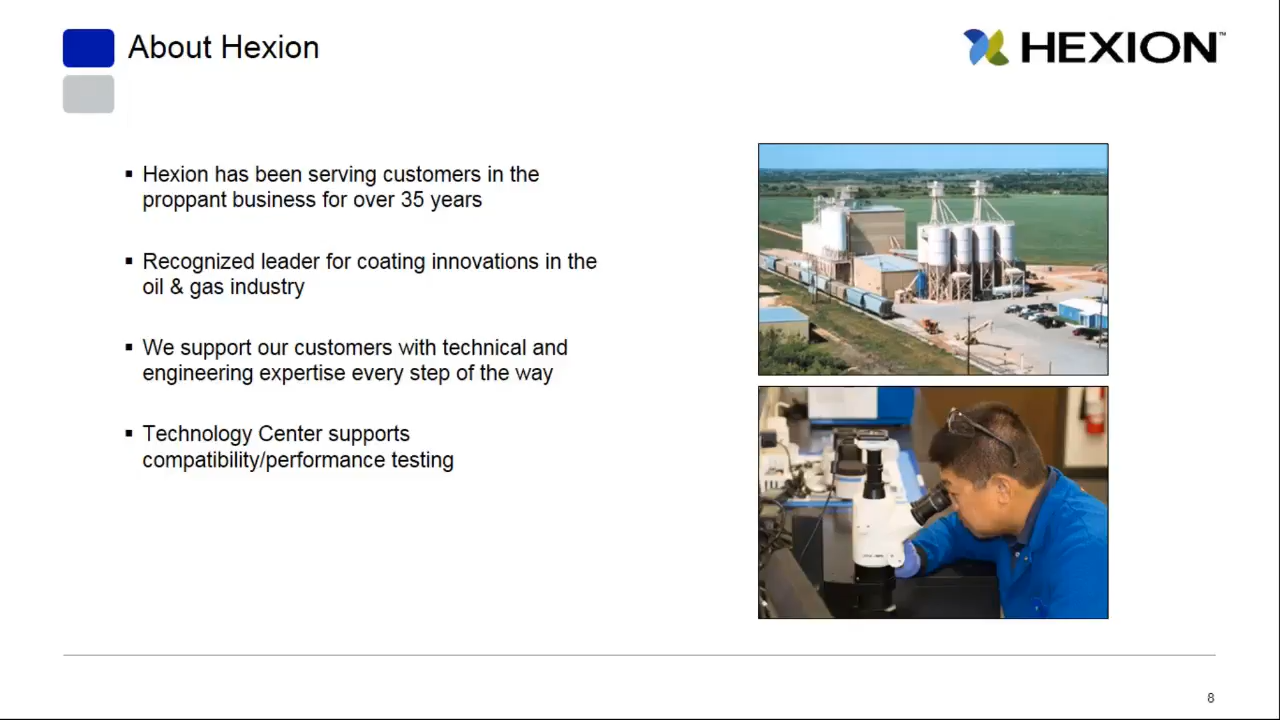 About Hexion
HEXION™
▪ Hexion has been serving customers in the
proppant business for over 35 years
▪ Recognized leader for coating innovations in the
oil & gas industry
▪ We support our customers with technical and
engineering expertise every step of the way
▪ Technology Center supports
compatibility/performance testing
8